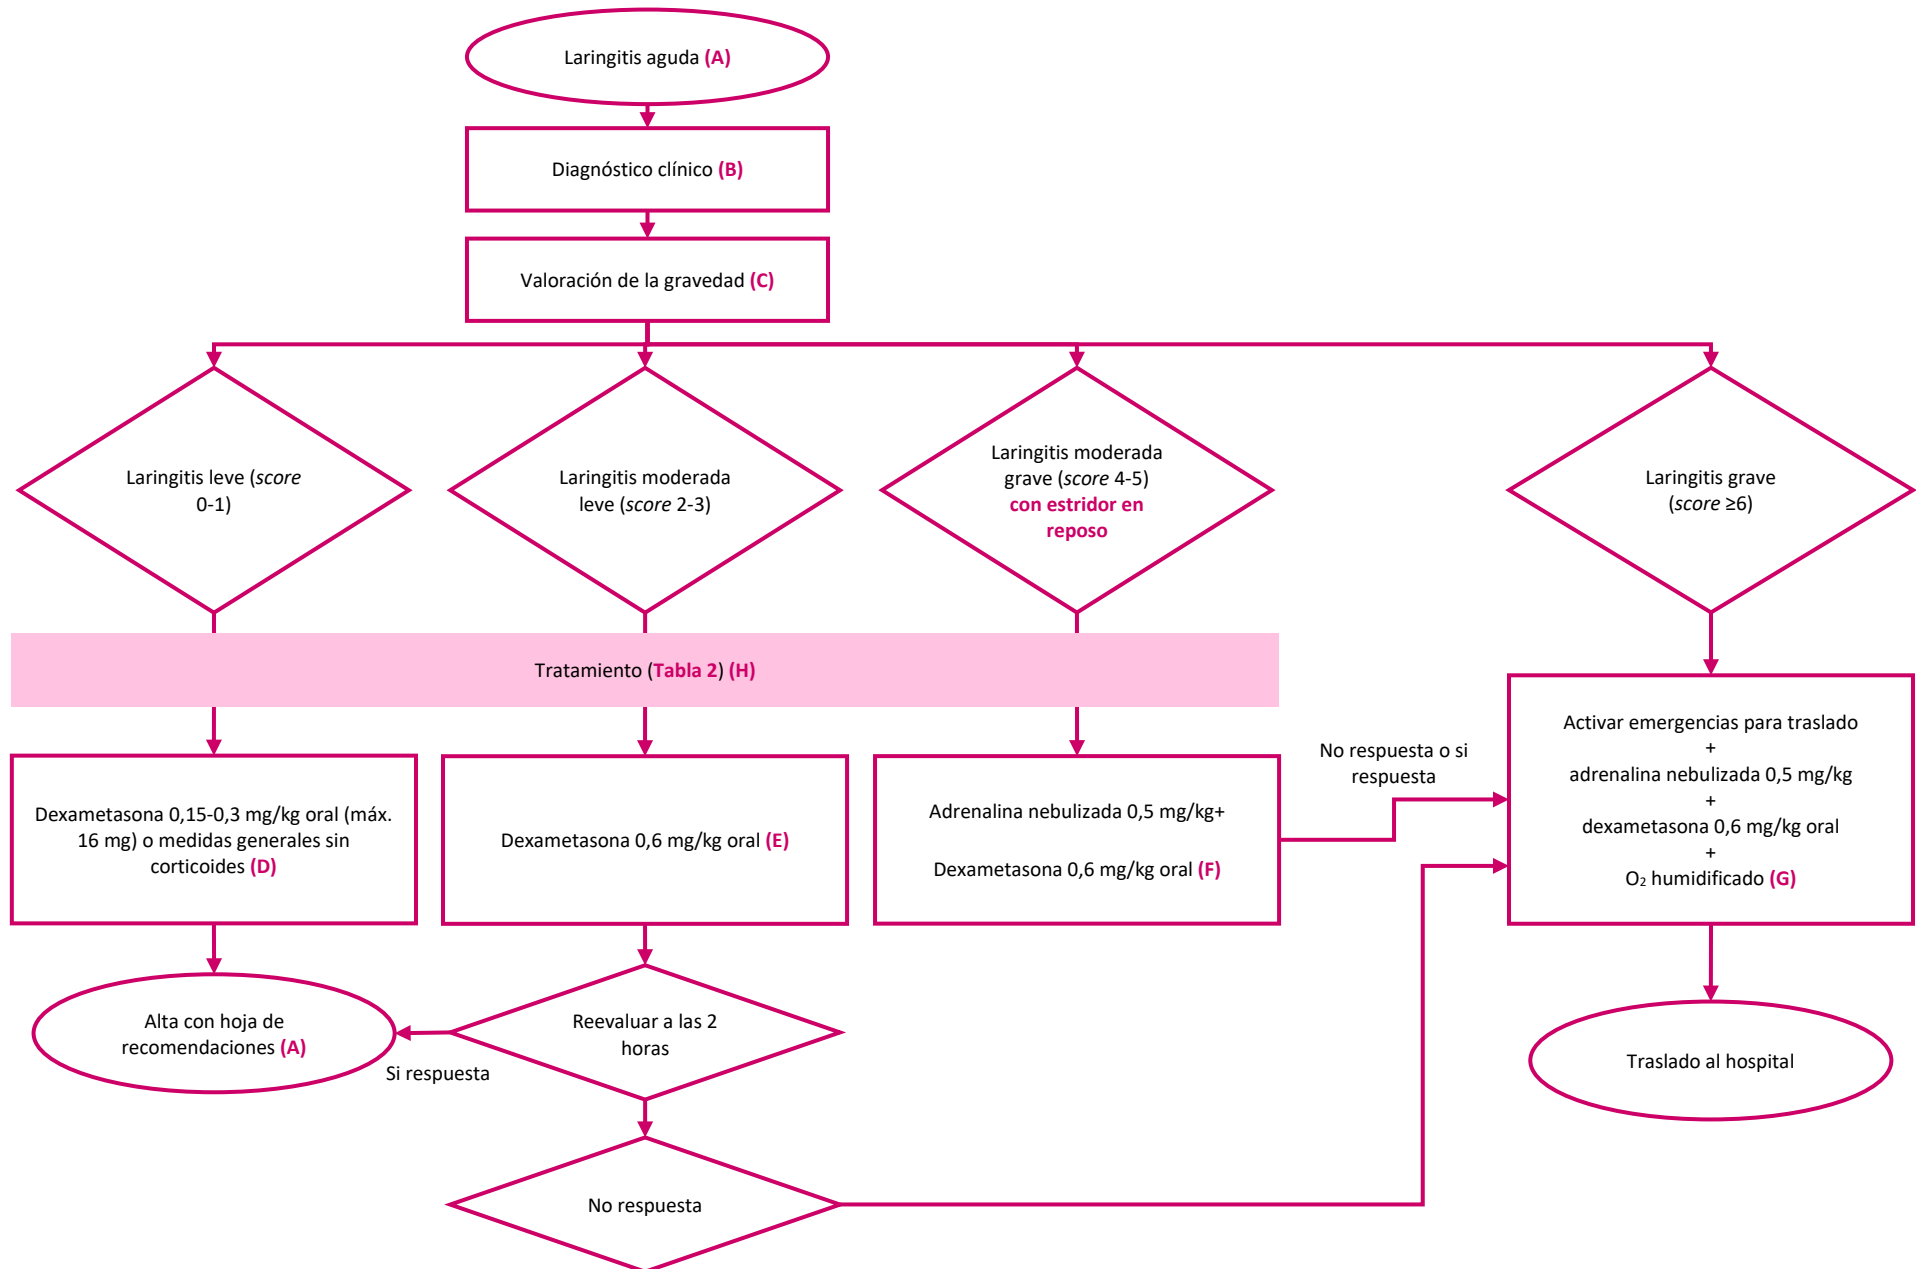 Laringitis aguda (A)
Diagnóstico clínico (B)
Valoración de la gravedad (C)
Laringitis leve (score
0-1)
Laringitis moderada
leve (score 2-3)
Laringitis moderada
grave (score 4-5)
con estridor en
reposo
Laringitis grave
(score ≥6)
Tratamiento (Tabla 2) (H)
Dexametasona 0,15-0,3 mg/kg oral (máx.
16 mg) o medidas generales sin
corticoides (D)
Dexametasona 0,6 mg/kg oral (E)
Adrenalina nebulizada 0,5 mg/kg+
Dexametasona 0,6 mg/kg oral (F)
No respuesta o si
respuesta
Activar emergencias para traslado
+
adrenalina nebulizada 0,5 mg/kg
+
dexametasona 0,6 mg/kg oral
+
O₂ humidificado (G)
Alta con hoja de
recomendaciones (A)
Si respuesta
Reevaluar a las 2
horas
Traslado al hospital
No respuesta